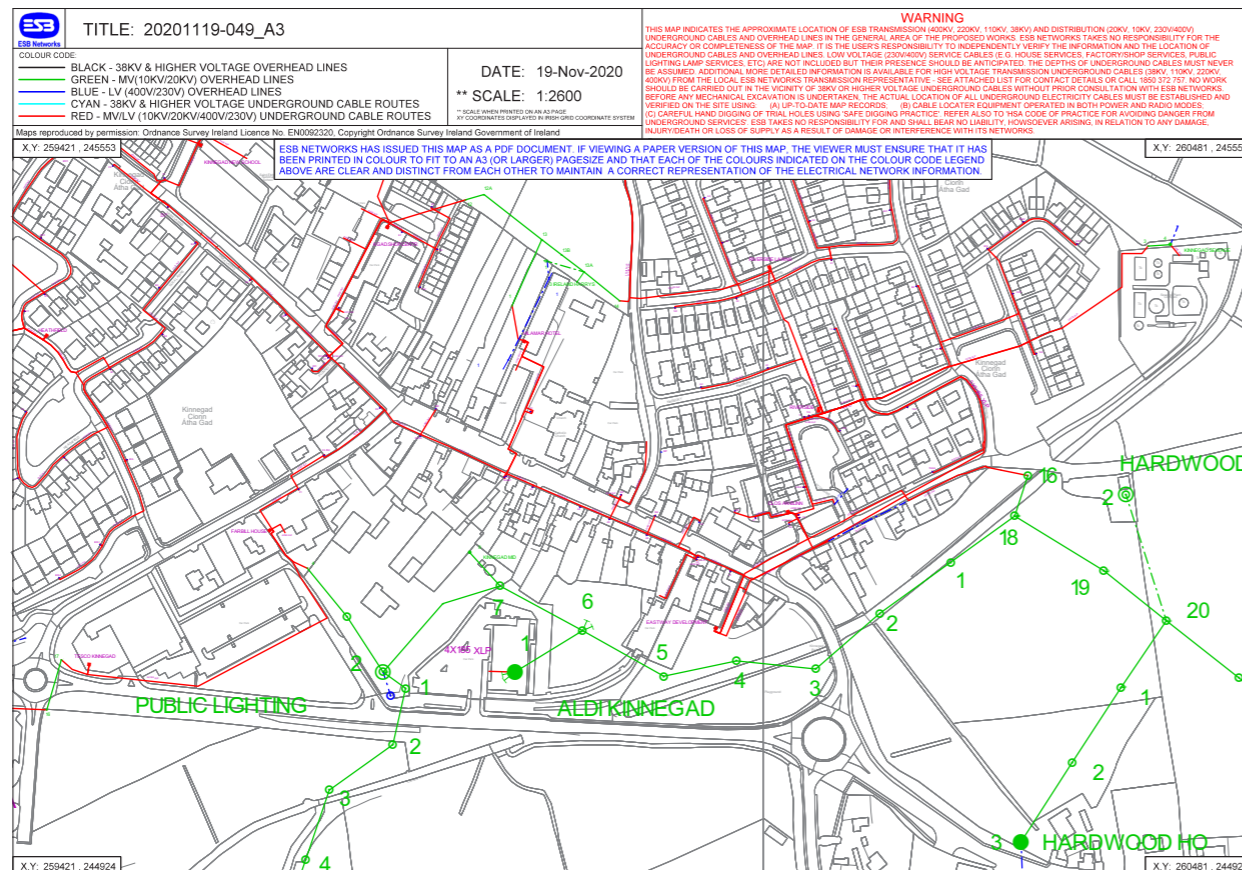 ESB
ESB Networks
TITLE: 20201119-049_A3
COLOUR CODE:
BLACK - 38KV & HIGHER VOLTAGE OVERHEAD LINES
GREEN - MV(10KV/20KV) OVERHEAD LINES
BLUE - LV (400V/230V) OVERHEAD LINES
CYAN - 38KV & HIGHER VOLTAGE UNDERGROUND CABLE ROUTES
RED - MV/LV (10KV/20KV/400V/230V) UNDERGROUND CABLE ROUTES
DATE: 19-Nov-2020
** SCALE: 1:2600
** SCALE WHEN PRINTED ON AN A3 PAGE
XY COORDINATES DISPLAYED IN IRISH GRID COORDINATE SYSTEM
Maps reproduced by permission: Ordnance Survey Ireland Licence No. EN0092320, Copyright Ordnance Survey Ireland Government of Ireland
WARNING
THIS MAP INDICATES THE APPROXIMATE LOCATION OF ESB TRANSMISSION (400KV, 220KV, 110KV, 38KV) AND DISTRIBUTION (20KV, 10KV, 230V/400V)
UNDERGROUND CABLES AND OVERHEAD LINES IN THE GENERAL AREA OF THE PROPOSED WORKS. ESB NETWORKS TAKES NO RESPONSIBILITY FOR THE
ACCURACY OR COMPLETENESS OF THE MAP. IT IS THE USER'S RESPONSIBILITY TO INDEPENDENTLY VERIFY THE INFORMATION AND THE LOCATION OF
UNDERGROUND CABLES AND OVERHEAD LINES. LOW VOLTAGE (230V/400V) SERVICE CABLES (E.G. HOUSE SERVICES, FACTORY/SHOP SERVICES, PUBLIC
LIGHTING LAMP SERVICES, ETC) ARE NOT INCLUDED BUT THEIR PRESENCE SHOULD BE ANTICIPATED. THE DEPTHS OF UNDERGROUND CABLES MUST NEVER
BE ASSUMED. ADDITIONAL MORE DETAILED INFORMATION IS AVAILABLE FOR HIGH VOLTAGE TRANSMISSION UNDERGROUND CABLES (38KV, 110KV, 220KV,
400KV) FROM THE LOCAL ESB NETWORKS TRANSMISSION REPRESENTATIVE - SEE ATTACHED LIST FOR CONTACT DETAILS OR CALL 1850 372 757. NO WORK
SHOULD BE CARRIED OUT IN THE VICINITY OF 38KV OR HIGHER VOLTAGE UNDERGROUND CABLES WITHOUT PRIOR CONSULTATION WITH ESB NETWORKS.
BEFORE ANY MECHANICAL EXCAVATION IS UNDERTAKEN, THE ACTUAL LOCATION OF ALL UNDERGROUND ELECTRICITY CABLES MUST BE ESTABLISHED AND
VERIFIED ON THE SITE USING: (A) UP-TO-DATE MAP RECORDS. (B) CABLE LOCATER EQUIPMENT OPERATED IN BOTH POWER AND RADIO MODES.
(C) CAREFUL HAND DIGGING OF TRIAL HOLES USING 'SAFE DIGGING PRACTICE'. REFER ALSO TO 'HSA CODE OF PRACTICE FOR AVOIDING DANGER FROM
UNDERGROUND SERVICES'. ESB TAKES NO RESPONSIBILITY FOR AND SHALL BEAR NO LIABILITY, HOWSOEVER ARISING, IN RELATION TO ANY DAMAGE,
INJURY/DEATH OR LOSS OF SUPPLY AS A RESULT OF DAMAGE OR INTERFERENCE WITH ITS NETWORKS.
X,Y: 259421 , 245553
ESB NETWORKS HAS ISSUED THIS MAP AS A PDF DOCUMENT. IF VIEWING A PAPER VERSION OF THIS MAP, THE VIEWER MUST ENSURE THAT IT HAS
BEEN PRINTED IN COLOUR TO FIT TO AN A3 (OR LARGER) PAGESIZE AND THAT EACH OF THE COLOURS INDICATED ON THE COLOUR CODE LEGEND
ABOVE ARE CLEAR AND DISTINCT FROM EACH OTHER TO MAINTAIN A CORRECT REPRESENTATION OF THE ELECTRICAL NETWORK INFORMATION.
X,Y: 260481 , 24555
Kinnegad
Cionn
Átha Gad
Cionn
Átha Gad
Kinnegad
Cionn
Átha Gad
Kinnegad
Cionn
Átha Gad
HARDWOOD
16
2
18
1
19
20
FARBILL HOUSE
KINNEGAD MID
7
6
2
EASTWAY DEVELOPMENT
TESCO KINNEGAD
2
4X185 XLP
1
5
4
3
1
1
PUBLIC LIGHTING
ALDI KINNEGAD
2
2
3
3
HARDWOOD HO
4
X,Y: 259421 , 244924
X,Y: 260481 , 24492